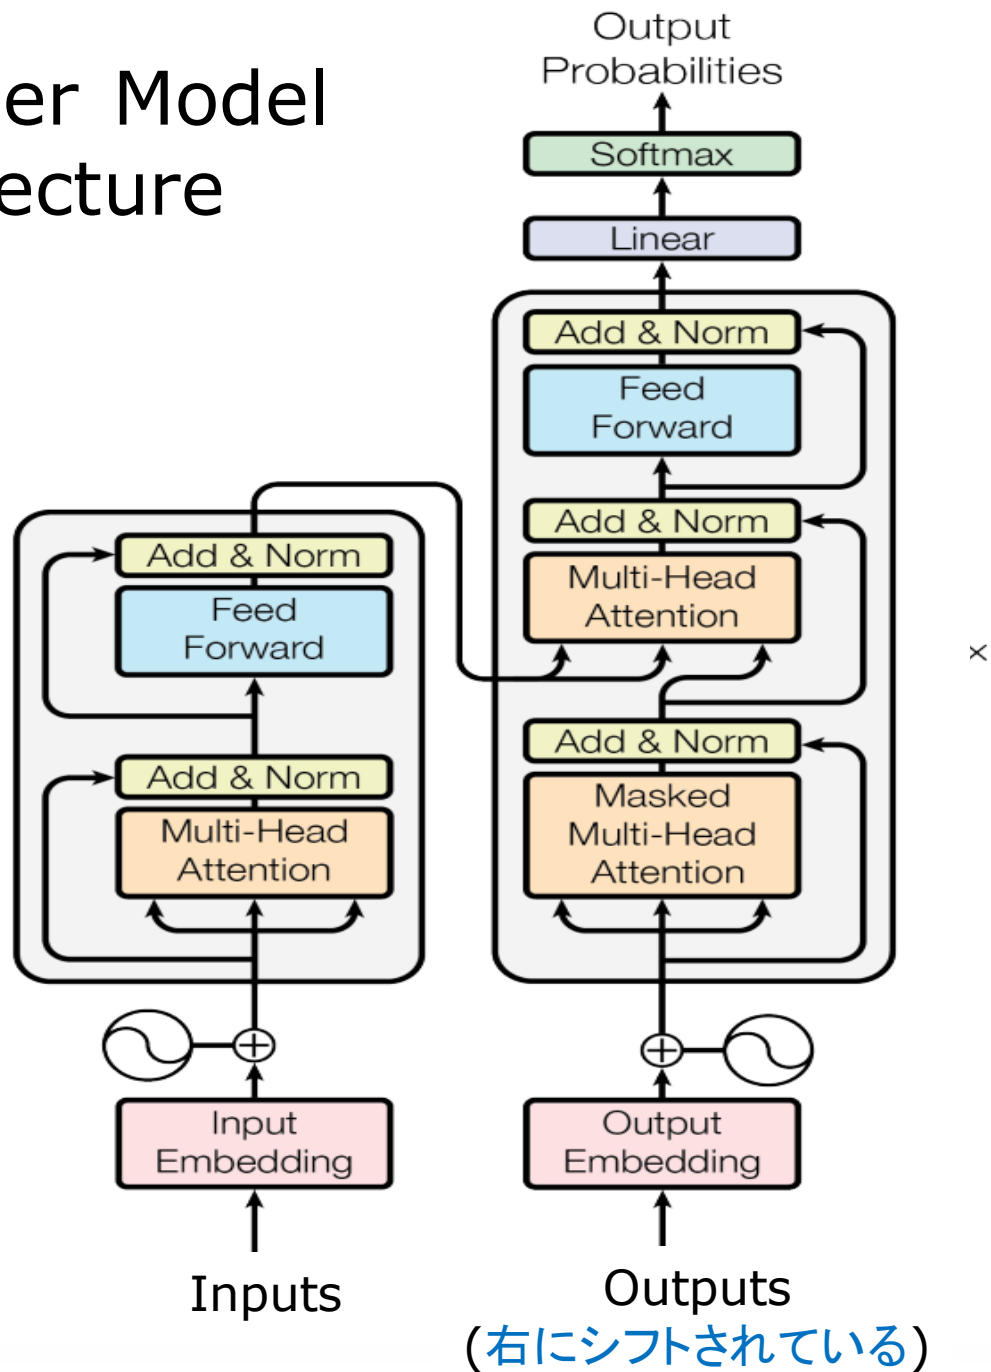 er Model
ecture
Output
Probabilities
Softmax
Linear
Add & Norm
Feed
Forward
Add & Norm
Multi-Head
Attention
Add & Norm
Masked
Multi-Head
Attention
Output
Embedding
Outputs
(右にシフトされている)
Add & Norm
Feed
Forward
Add & Norm
Multi-Head
Attention
Input
Embedding
Inputs
x